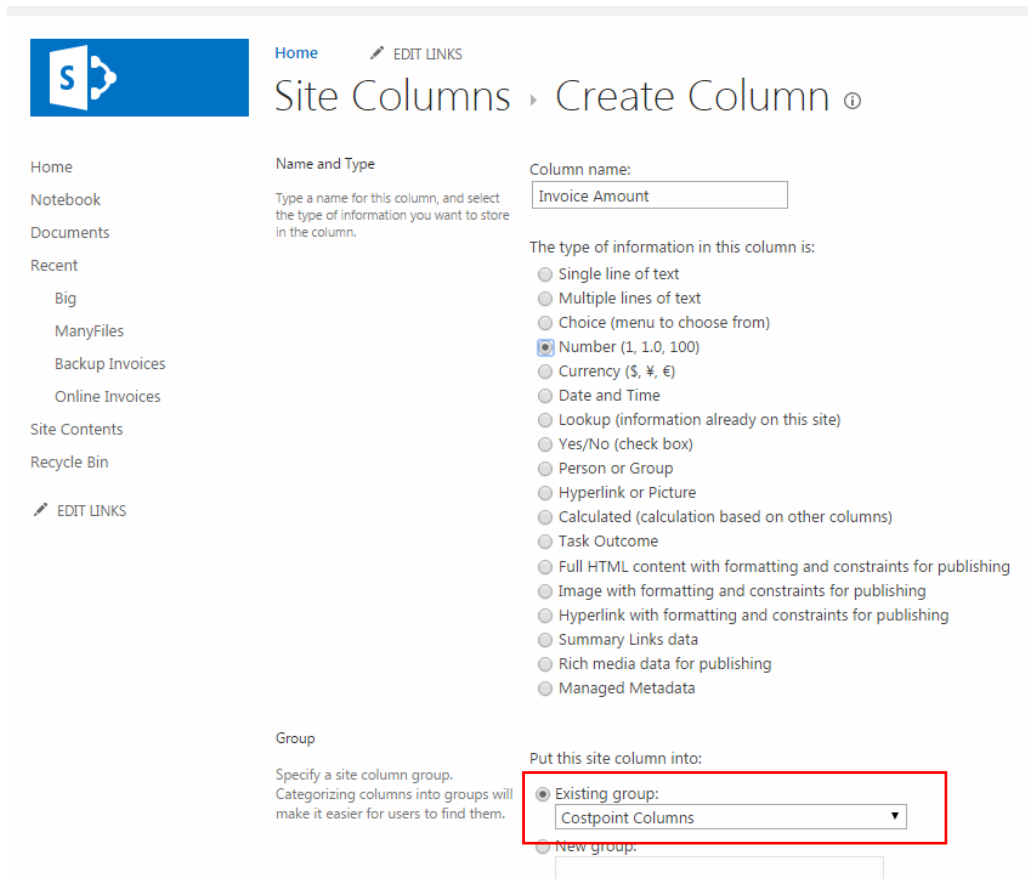 S
Home EDIT LINKS
Site Columns Create Column
Home
Notebook
Documents
Recent
Big
ManyFiles
Backup Invoices
Online Invoices
Site Contents
Recycle Bin
EDIT LINKS
Name and Type
Type a name for this column, and select
the type of information you want to store
in the column.
Column name:
Invoice Amount
The type of information in this column is:
Single line of text
Multiple lines of text
Choice (menu to choose from)
Number (1, 1.0, 100)
Currency ($, ¥, €)
Date and Time
Lookup (information already on this site)
Yes/No (check box)
Person or Group
Hyperlink or Picture
Calculated (calculation based on other columns)
Task Outcome
Full HTML content with formatting and constraints for publishing
Image with formatting and constraints for publishing
Hyperlink with formatting and constraints for publishing
Summary Links data
Rich media data for publishing
Managed Metadata
Group
Specify a site column group.
Categorizing columns into groups will
make it easier for users to find them.
Put this site column into:
Existing group:
Costpoint Columns
New group: